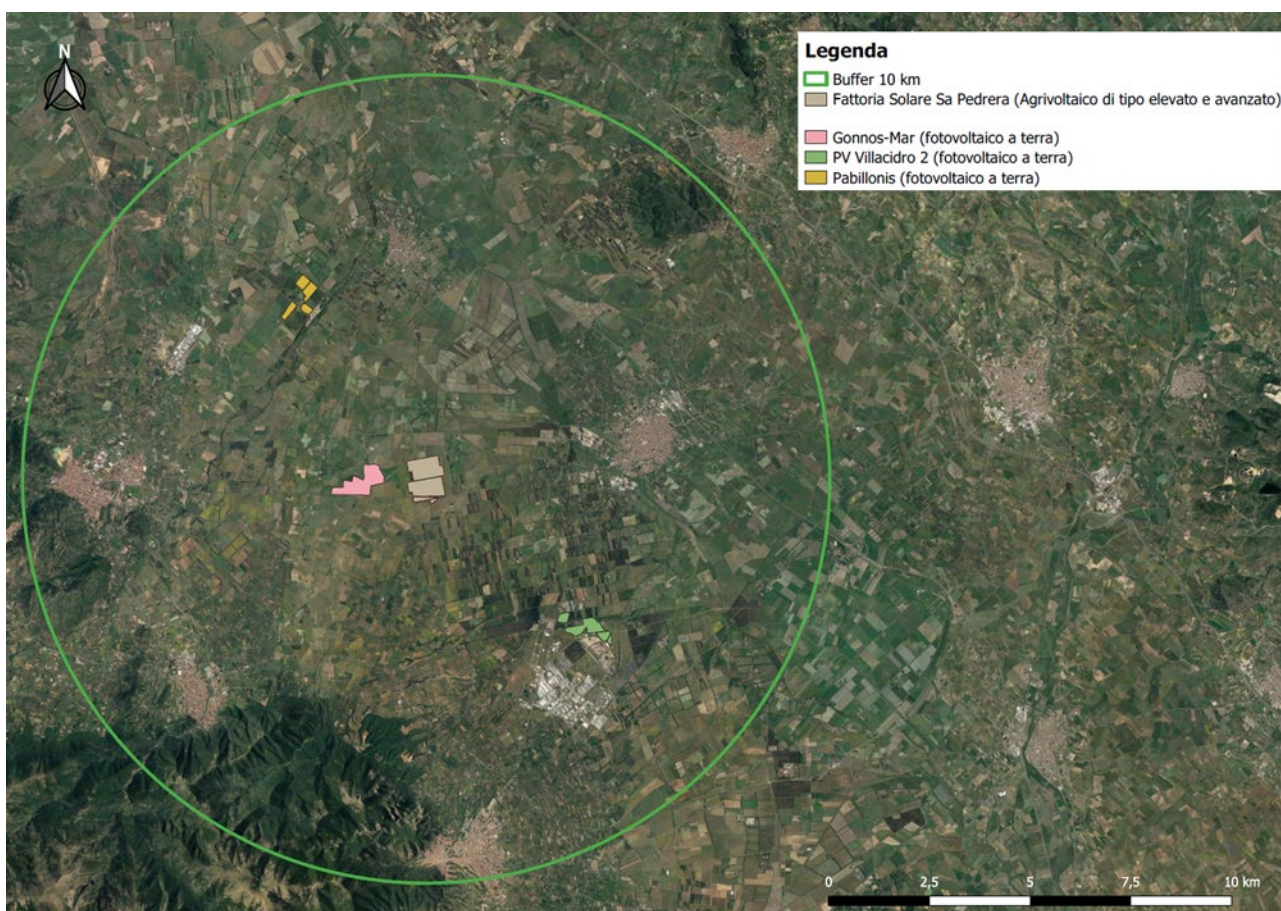 N
Legenda
Buffer 10 km
Fattoria Solare Sa Pedrera (Agrivoltaico di tipo elevato e avanzato)
Gonnos-Mar (fotovoltaico a terra)
PV Villacidro 2 (fotovoltaico a terra)
Pabillonis (fotovoltaico a terra)
0 2,5 5 7,5 10 km